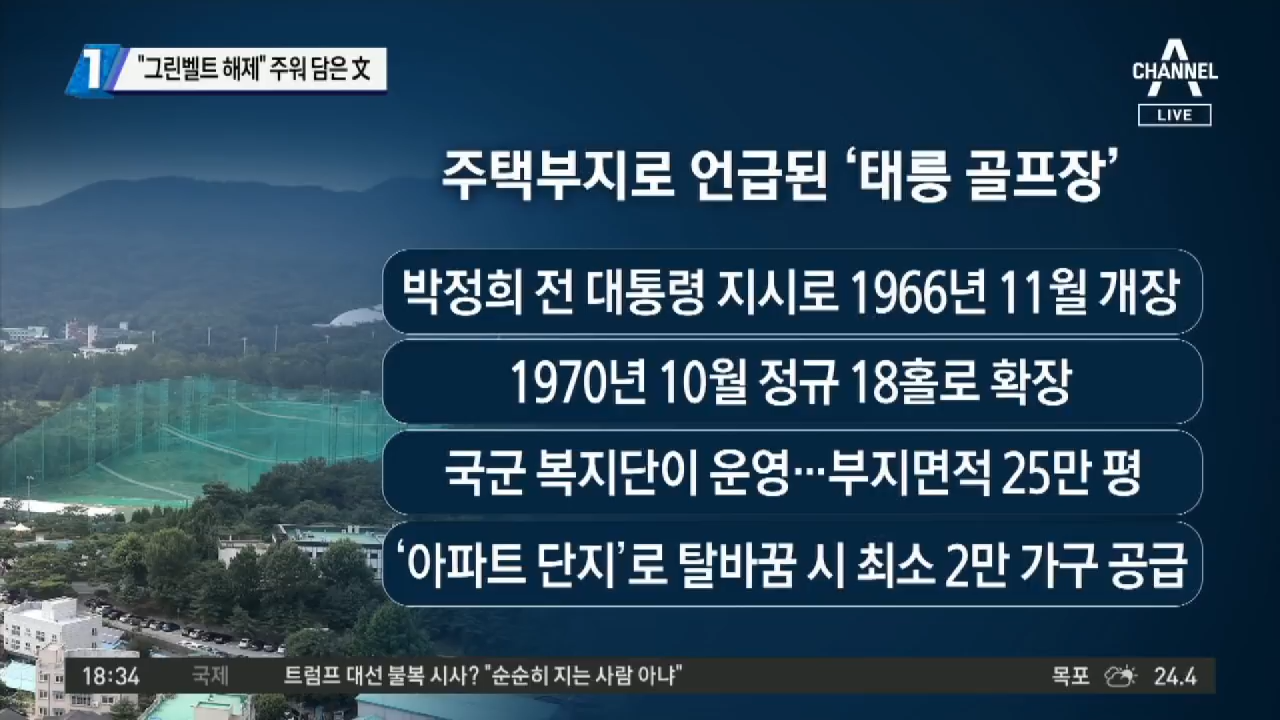 1 "그린벨트 해제" 주워 담은 文
CHANNEL A
LIVE
주택부지로 언급된 ‘태릉 골프장’
박정희 전 대통령 지시로 1966년 11월 개장
1970년 10월 정규 18홀로 확장
국군 복지단이 운영…부지면적 25만 평
‘아파트 단지’로 탈바꿈 시 최소 2만 가구 공급
18:34 국제 트럼프 대선 불복 시사? "순순히 지는 사람 아냐" 목포 24.4